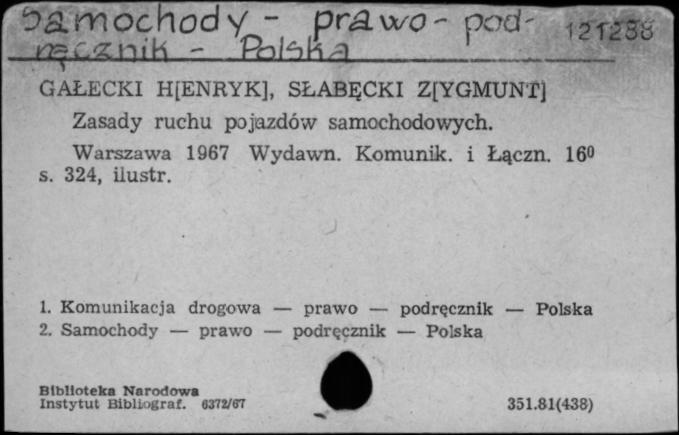 Samochody - prawo - pod- 121288
ręcznik - Polska
GAŁECKI H[ENRYK], SŁABĘCKI Z[YGMUNT]
Zasady ruchu pojazdów samochodowych.
Warszawa 1967 Wydawn. Komunik. i Łączn. 16⁰
s. 324, ilustr.
1. Komunikacja drogowa — prawo — podręcznik — Polska
2. Samochody — prawo — podręcznik — Polska
Biblioteka Narodowa
Instytut Bibliograf. 6372/67 351.81(438)